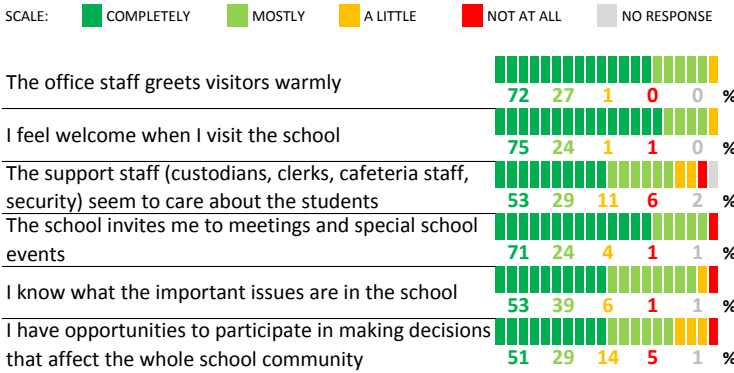 SCALE: COMPLETELY MOSTLY A LITTLE NOT AT ALL NO RESPONSE
The office staff greets visitors warmly
72 27 1 0 0 %
I feel welcome when I visit the school
75 24 1 1 0 %
The support staff (custodians, clerks, cafeteria staff,
security) seem to care about the students
53 29 11 6 2 %
The school invites me to meetings and special school
events
71 24 4 1 1 %
I know what the important issues are in the school
53 39 6 1 1 %
I have opportunities to participate in making decisions
that affect the whole school community
51 29 14 5 1 %